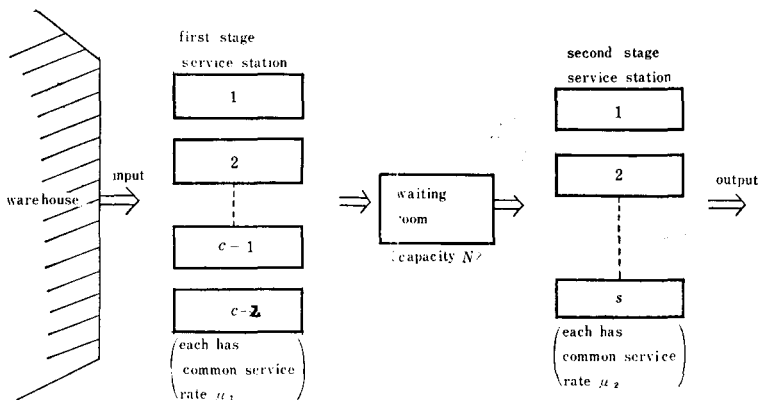 first stage
service station
1
2
c – 1
c-2
(each has
common service
rate μ₁)
warehouse
input
waiting
room
(capacity N)
second stage
service station
1
2
s
(each has
common service
rate μ₂)
output